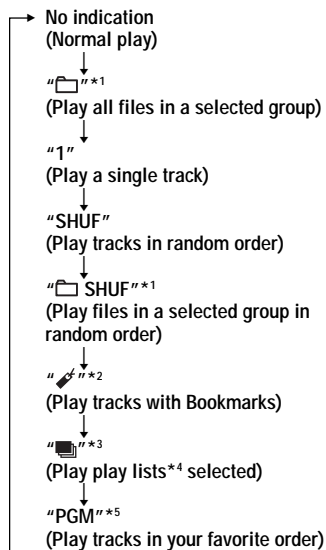 No indication
(Normal play)
“ ”*1
(Play all files in a selected group)
“1”
(Play a single track)
“SHUF”
(Play tracks in random order)
“ SHUF”*1
(Play files in a selected group in
random order)
“ ”*2
(Play tracks with Bookmarks)
“ ”*3
(Play play lists*4 selected)
“PGM”*5
(Play tracks in your favorite order)